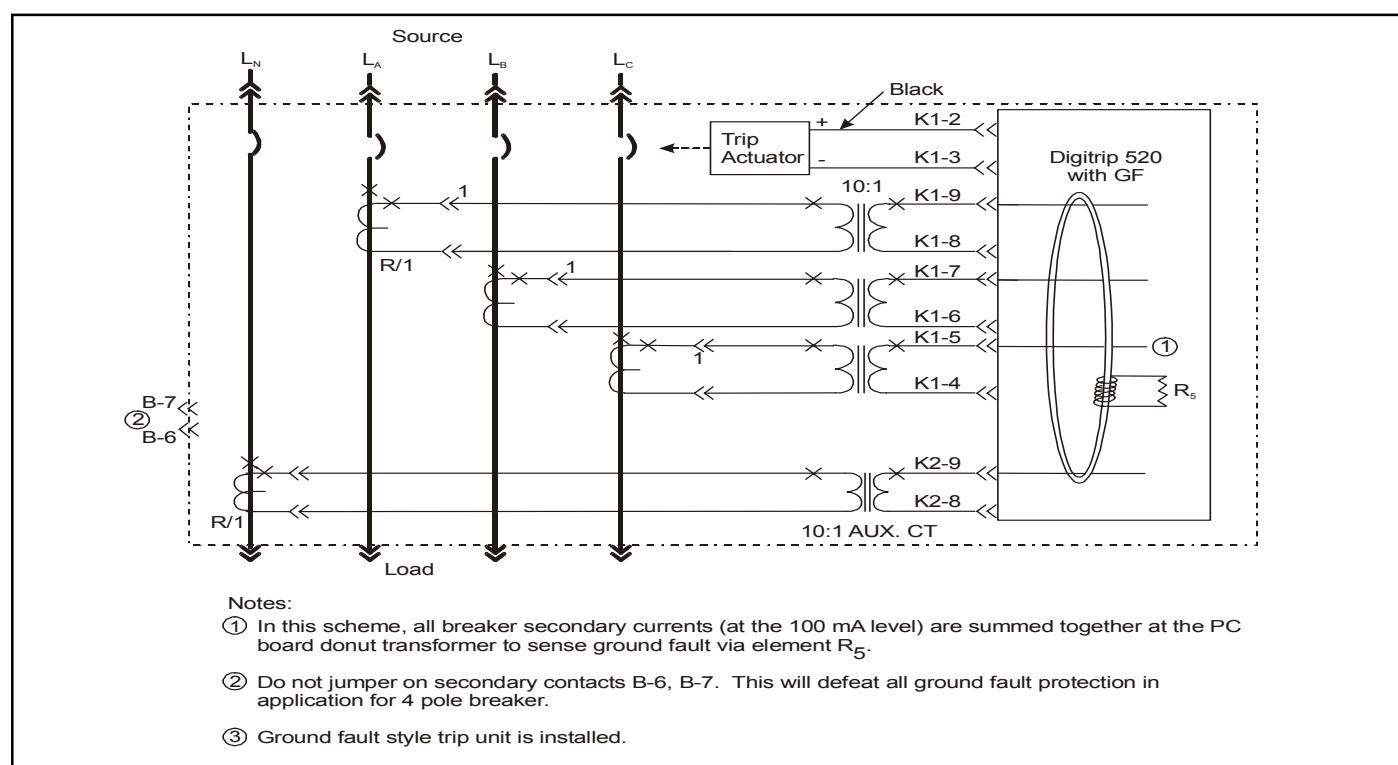 Source
L_N L_A L_B L_C
Black
+ K1-2
Trip
Actuator
- K1-3
Digitrip 520
with GF
1 10:1 K1-9
K1-8
R/1
1 K1-7
K1-6
K1-5
1 ①
K1-4
R₅
B-7
②
B-6
K2-9
K2-8
R/1
10:1 AUX. CT
Load
Notes:
① In this scheme, all breaker secondary currents (at the 100 mA level) are summed together at the PC
board donut transformer to sense ground fault via element R₅.
② Do not jumper on secondary contacts B-6, B-7. This will defeat all ground fault protection in
application for 4 pole breaker.
③ Ground fault style trip unit is installed.